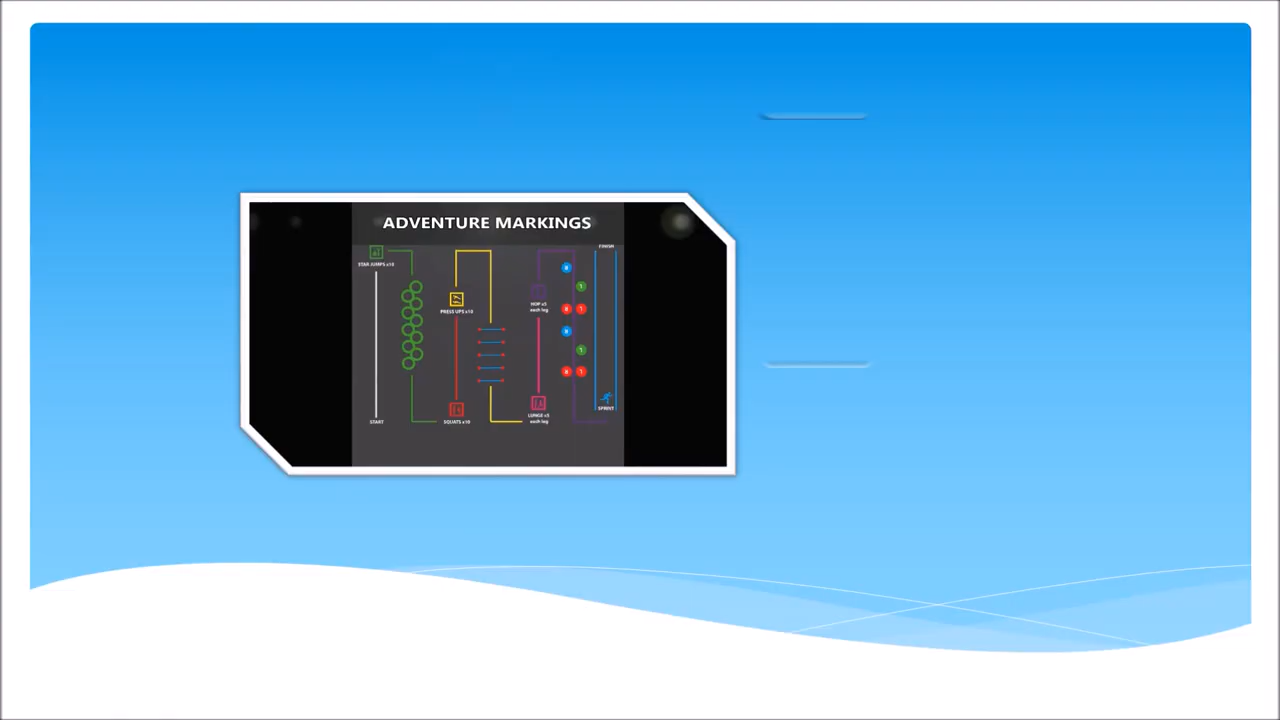 ADVENTURE MARKINGS
FINISH
STAR JUMPS x10
R
L
HOP x5
each leg
PRESS UPS x10
R L
R
L
R L
SPRINT
LUNGE x5
each leg
START
SQUATS x10